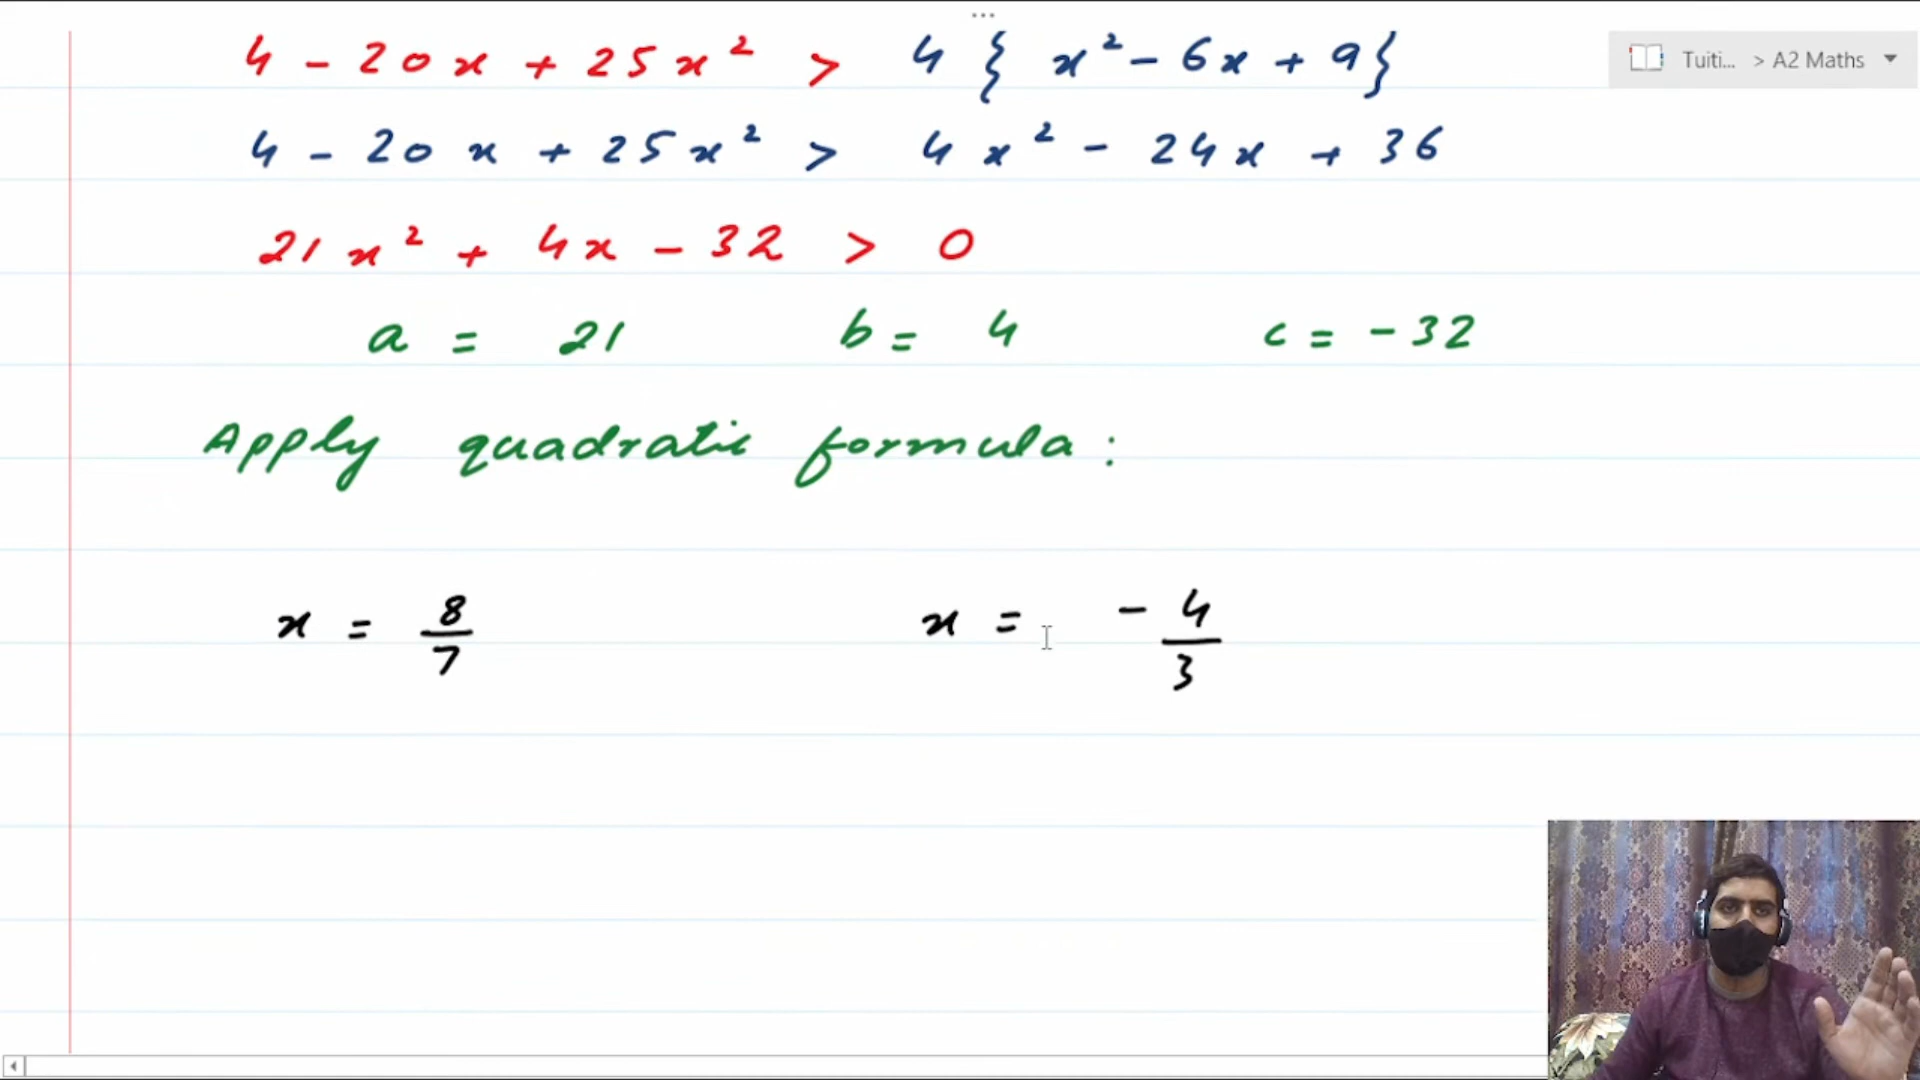 ...
4 - 20x + 25x² > 4 { x² - 6x + 9}
Tuiti... > A2 Maths
4 - 20x + 25x² > 4x² - 24x + 36
21x² + 4x - 32 > 0
a = 21 b = 4 c = -32
Apply quadratic formula:
x = 8/7 x = -4/3